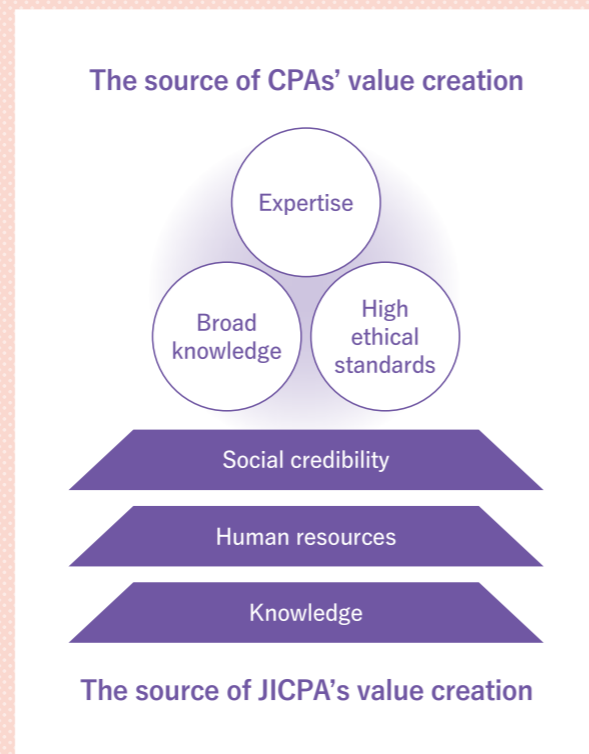 The source of CPAs’ value creation
Expertise
Broad
knowledge
High
ethical
standards
Social credibility
Human resources
Knowledge
The source of JICPA’s value creation